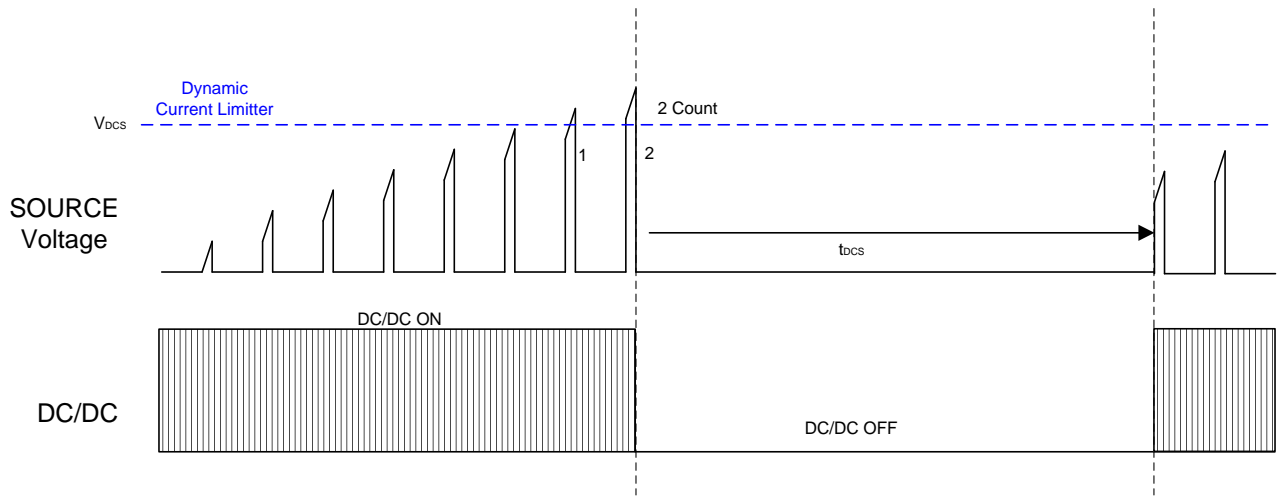 Dynamic
Current Limitter
VDCS
2 Count
1
2
SOURCE
Voltage
tDCS
DC/DC ON
DC/DC
DC/DC OFF